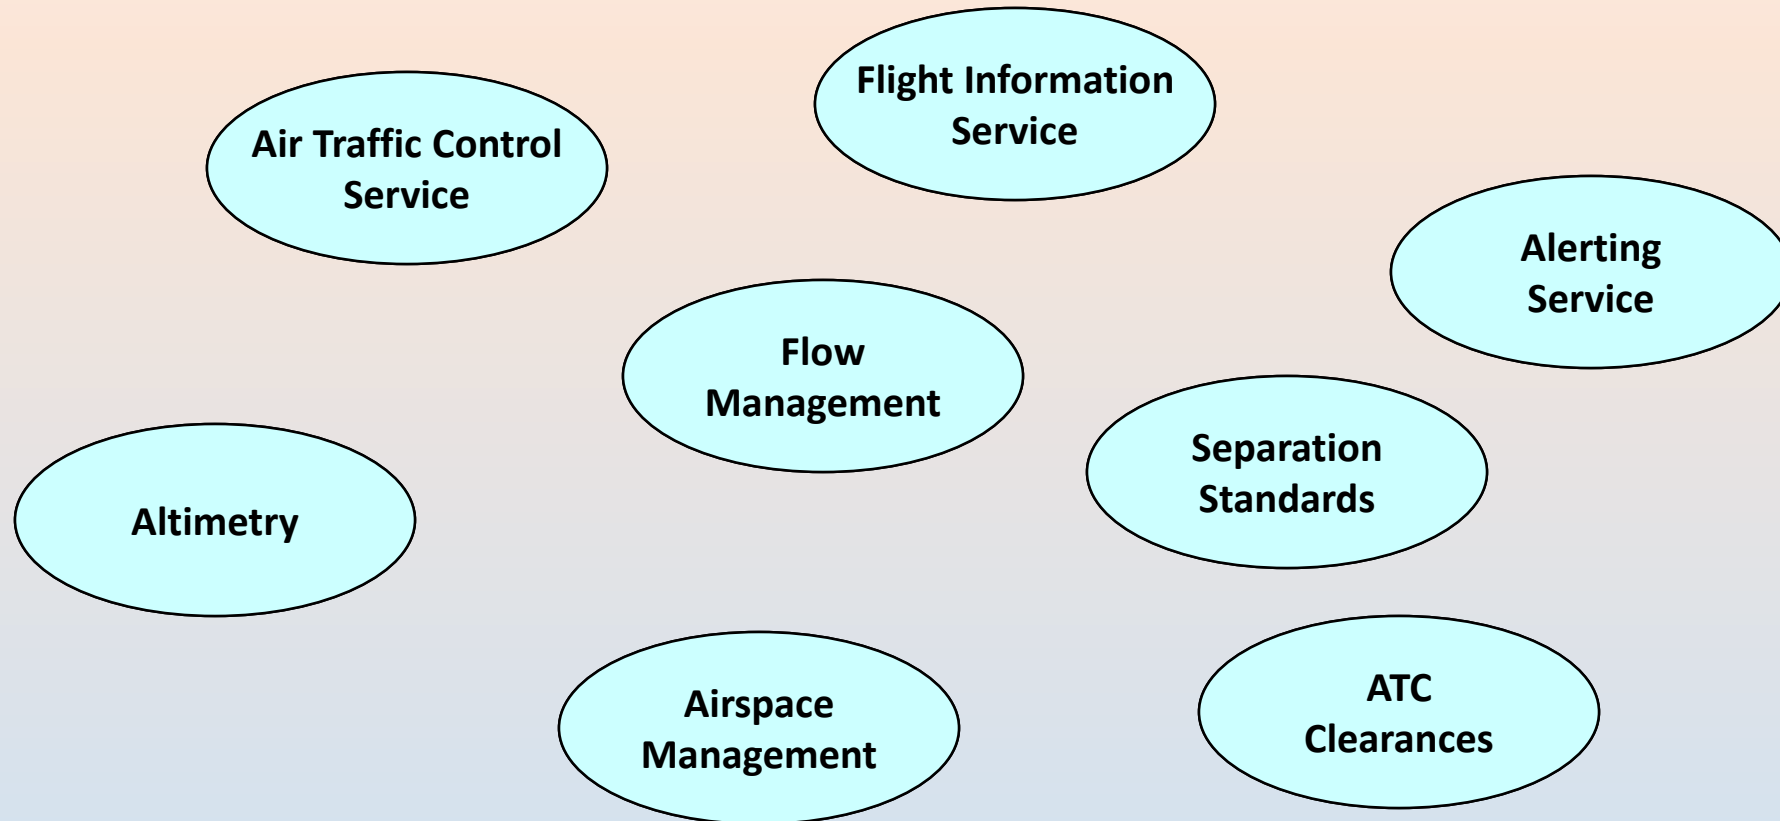 Flight Information
Service
Air Traffic Control
Service
Alerting
Service
Flow
Management
Separation
Standards
Altimetry
Airspace
Management
ATC
Clearances